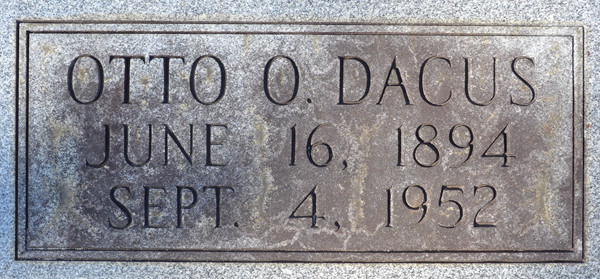 OTTO O. DACUS
JUNE 16, 1894
SEPT. 4, 1952